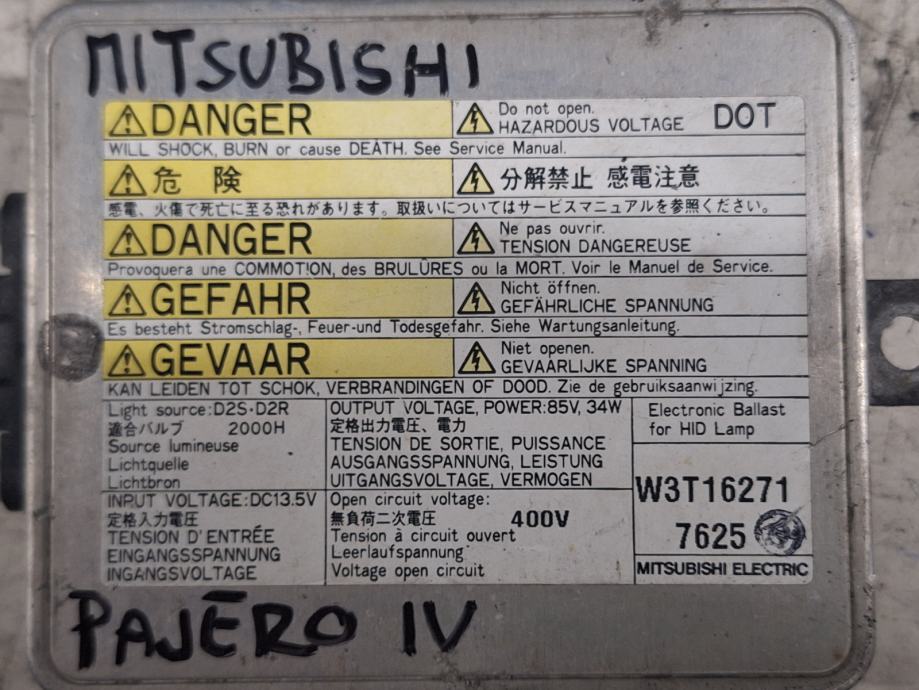 MITSUBISHI
DANGER
Do not open.
HAZARDOUS VOLTAGE
DOT
WILL SHOCK, BURN or cause DEATH. See Service Manual.
危 険
分解禁止 感電注意
感電、火傷で死亡に至る恐れがあります。取扱いについてはサービスマニュアルを参照ください。
DANGER
Ne pas ouvrir.
TENSION DANGEREUSE
Provoquera une COMMOTION, des BRULÛRES ou la MORT. Voir le Manuel de Service.
GEFAHR
Nicht öffnen.
GEFÄHRLICHE SPANNUNG
Es besteht Stromschlag-, Feuer-und Todesgefahr. Siehe Wartungsanleitung.
GEVAAR
Niet openen.
GEVAARLIJKE SPANNING
KAN LEIDEN TOT SCHOK, VERBRANDINGEN OF DOOD. Zie de gebruiksaanwijzing.
Light source:D2S·D2R
適合バルブ 2000H
Source lumineuse
Lichtquelle
Lichtbron
OUTPUT VOLTAGE, POWER:85V, 34W
定格出力電圧、電力
TENSION DE SORTIE, PUISSANCE
AUSGANGSSPANNUNG, LEISTUNG
UITGANGSVOLTAGE, VERMOGEN
Electronic Ballast
for HID Lamp
INPUT VOLTAGE:DC13.5V
定格入力電圧
TENSION D'ENTRÉE
EINGANGSSPANNUNG
INGANGSVOLTAGE
Open circuit voltage:
無負荷二次電圧 400V
Tension à circuit ouvert
Leerlaufspannung
Voltage open circuit
W3T16271
7625
MITSUBISHI ELECTRIC
PAJERO IV